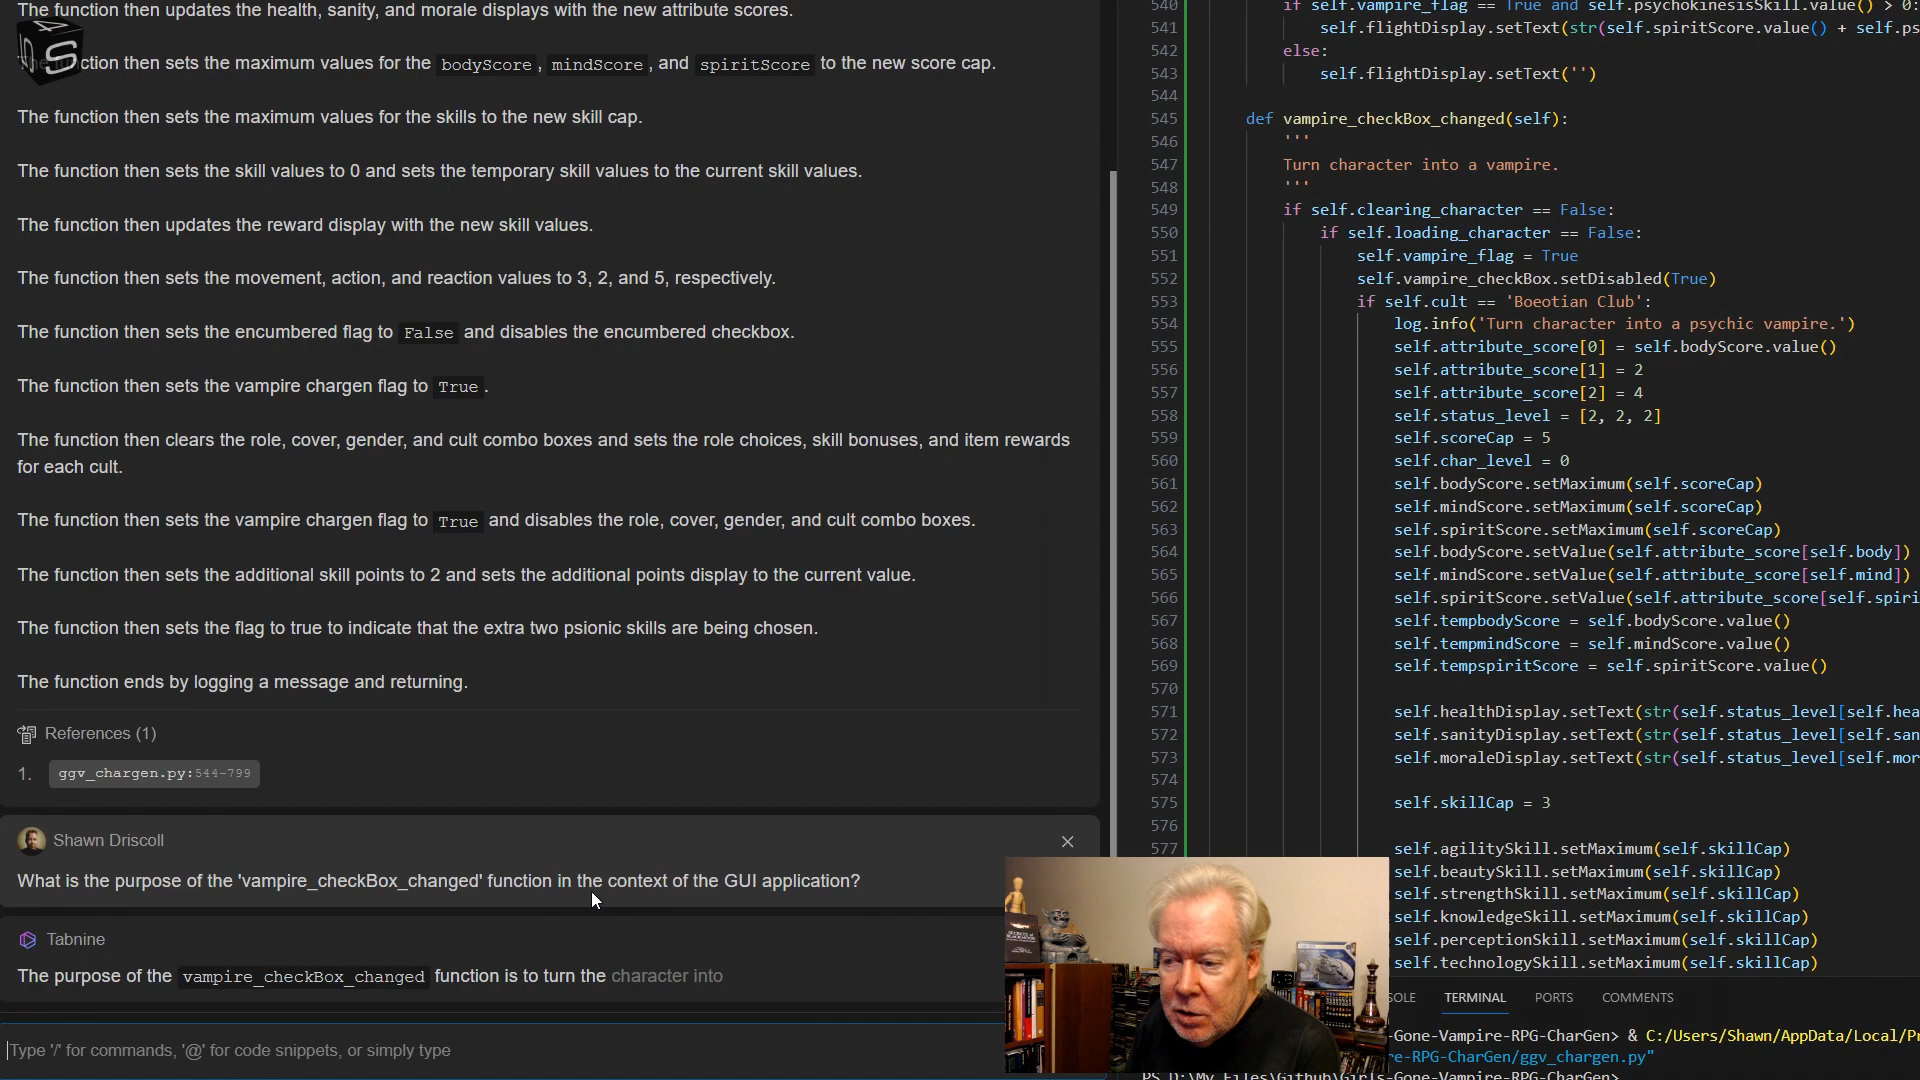 The function then updates the health, sanity, and morale displays with the new attribute scores.
The function then sets the maximum values for the bodyScore, mindScore, and spiritScore to the new score cap.
The function then sets the maximum values for the skills to the new skill cap.
The function then sets the skill values to 0 and sets the temporary skill values to the current skill values.
The function then updates the reward display with the new skill values.
The function then sets the movement, action, and reaction values to 3, 2, and 5, respectively.
The function then sets the encumbered flag to False and disables the encumbered checkbox.
The function then sets the vampire chargen flag to True.
The function then clears the role, cover, gender, and cult combo boxes and sets the role choices, skill bonuses, and item rewards
for each cult.
The function then sets the vampire chargen flag to True and disables the role, cover, gender, and cult combo boxes.
The function then sets the additional skill points to 2 and sets the additional points display to the current value.
The function then sets the flag to true to indicate that the extra two psionic skills are being chosen.
The function ends by logging a message and returning.
References (1)
1. ggv_chargen.py:544-799
Shawn Driscoll
What is the purpose of the 'vampire_checkBox_changed' function in the context of the GUI application?
Tabnine
The purpose of the vampire_checkBox_changed function is to turn the character into
Type '/' for commands, '@' for code snippets, or simply type
540 if self.vampire_flag == True and self.psychokinesisSkill.value() > 0:
541 self.flightDisplay.setText(str(self.spiritScore.value() + self.ps
542 else:
543 self.flightDisplay.setText('')
544
545 def vampire_checkBox_changed(self):
546 '''
547 Turn character into a vampire.
548 '''
549 if self.clearing_character == False:
550 if self.loading_character == False:
551 self.vampire_flag = True
552 self.vampire_checkBox.setDisabled(True)
553 if self.cult == 'Boeotian Club':
554 log.info('Turn character into a psychic vampire.')
555 self.attribute_score[0] = self.bodyScore.value()
556 self.attribute_score[1] = 2
557 self.attribute_score[2] = 4
558 self.status_level = [2, 2, 2]
559 self.scoreCap = 5
560 self.char_level = 0
561 self.bodyScore.setMaximum(self.scoreCap)
562 self.mindScore.setMaximum(self.scoreCap)
563 self.spiritScore.setMaximum(self.scoreCap)
564 self.bodyScore.setValue(self.attribute_score[self.body])
565 self.mindScore.setValue(self.attribute_score[self.mind])
566 self.spiritScore.setValue(self.attribute_score[self.spiri
567 self.tempbodyScore = self.bodyScore.value()
568 self.tempmindScore = self.mindScore.value()
569 self.tempspiritScore = self.spiritScore.value()
570
571 self.healthDisplay.setText(str(self.status_level[self.hea
572 self.sanityDisplay.setText(str(self.status_level[self.san
573 self.moraleDisplay.setText(str(self.status_level[self.mor
574
575 self.skillCap = 3
576
577 self.agilitySkill.setMaximum(self.skillCap)
self.beautySkill.setMaximum(self.skillCap)
self.strengthSkill.setMaximum(self.skillCap)
self.knowledgeSkill.setMaximum(self.skillCap)
self.perceptionSkill.setMaximum(self.skillCap)
self.technologySkill.setMaximum(self.skillCap)
SOLE TERMINAL PORTS COMMENTS
-Gone-Vampire-RPG-CharGen> & C:/Users/Shawn/AppData/Local/Pr
re-RPG-CharGen/ggv_chargen.py"
PS D:\My Files\Github\Girls-Gone-Vampire-RPG-CharGen>